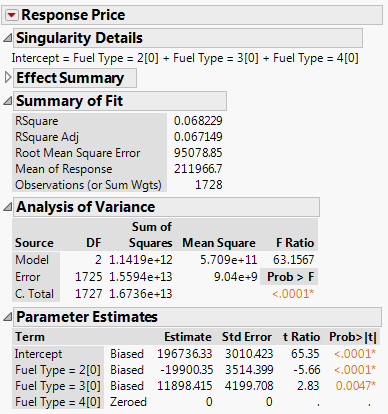 Response Price
Singularity Details
Intercept = Fuel Type = 2[0] + Fuel Type = 3[0] + Fuel Type = 4[0]
Effect Summary
Summary of Fit
RSquare 0.068229
RSquare Adj 0.067149
Root Mean Square Error 95078.85
Mean of Response 211966.7
Observations (or Sum Wgts) 1728
Analysis of Variance
Source DF Sum of Squares Mean Square F Ratio
Model 2 1.1419e+12 5.709e+11 63.1567
Error 1725 1.5594e+13 9.04e+9 Prob > F
C. Total 1727 1.6736e+13 <.0001*
Parameter Estimates
Term Estimate Std Error t Ratio Prob>|t|
Intercept Biased 196736.33 3010.423 65.35 <.0001*
Fuel Type = 2[0] Biased -19900.35 3514.399 -5.66 <.0001*
Fuel Type = 3[0] Biased 11898.415 4199.708 2.83 0.0047*
Fuel Type = 4[0] Zeroed 0 0 . .